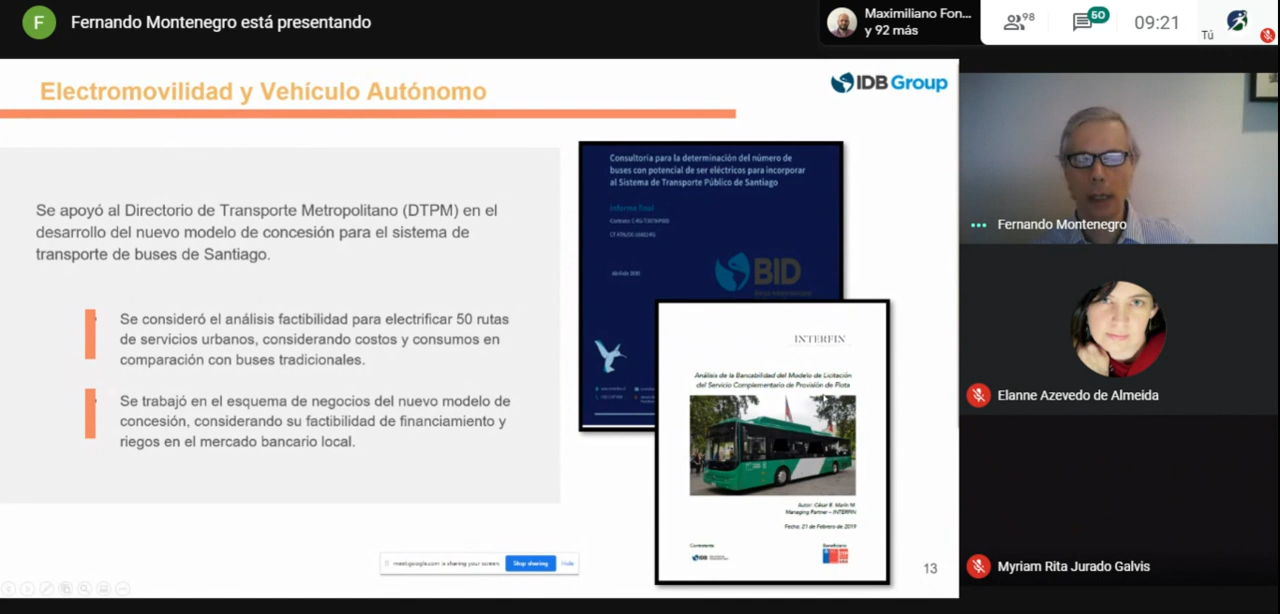 F
Fernando Montenegro está presentando
Maximiliano Fon...
y 92 más
98
50
09:21
Tú
Electromovilidad y Vehículo Autónomo
IDB Group
Se apoyó al Directorio de Transporte Metropolitano (DTPM) en el
desarrollo del nuevo modelo de concesión para el sistema de
transporte de buses de Santiago.
Se consideró el análisis factibilidad para electrificar 50 rutas
de servicios urbanos, considerando costos y consumos en
comparación con buses tradicionales.
Se trabajó en el esquema de negocios del nuevo modelo de
concesión, considerando su factibilidad de financiamiento y
riegos en el mercado bancario local.
Consultoría para la determinación del número de
buses con potencial de ser eléctricos para incorporar
al Sistema de Transporte Público de Santiago
Informe final
BID
INTERFIN
Análisis de la Bancabilidad del Modelo de Licitación
del Servicio Complementario de Provisión de Flota
Autor: César E. Marín M.
Managing Partner – INTERFIN
Fecha: 21 de Febrero de 2019
IDB
meet.google.com is sharing your screen.
Stop sharing
Hide
13
Fernando Montenegro
Elanne Azevedo de Almeida
Myriam Rita Jurado Galvis